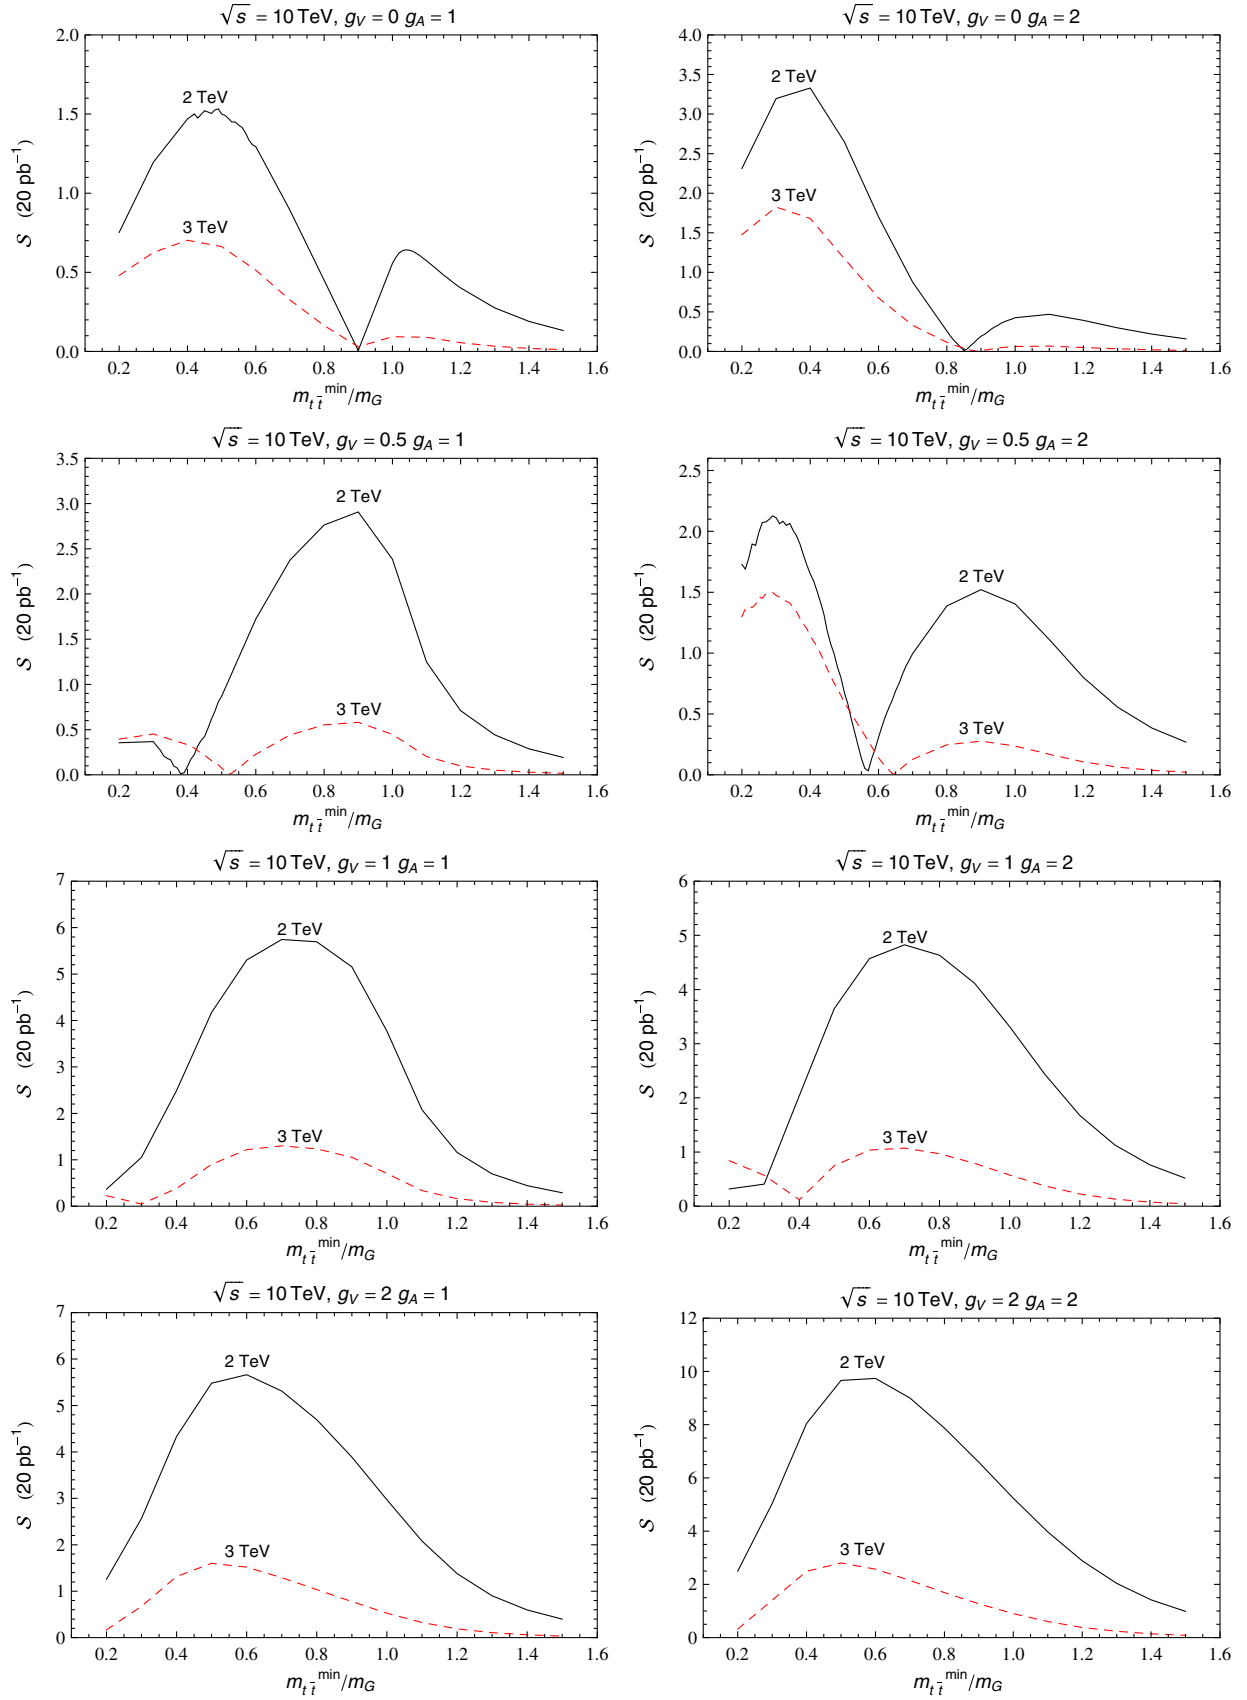 √s = 10 TeV, g_V = 0 g_A = 1
2.0
1.5
1.0
0.5
0.0
S (20 pb⁻¹)
2 TeV
3 TeV
0.2 0.4 0.6 0.8 1.0 1.2 1.4 1.6
m_{t t̄}^{min}/m_G
√s = 10 TeV, g_V = 0 g_A = 2
4.0
3.5
3.0
2.5
2.0
1.5
1.0
0.5
0.0
S (20 pb⁻¹)
2 TeV
3 TeV
0.2 0.4 0.6 0.8 1.0 1.2 1.4 1.6
m_{t t̄}^{min}/m_G
√s = 10 TeV, g_V = 0.5 g_A = 1
3.5
3.0
2.5
2.0
1.5
1.0
0.5
0.0
S (20 pb⁻¹)
2 TeV
3 TeV
0.2 0.4 0.6 0.8 1.0 1.2 1.4 1.6
m_{t t̄}^{min}/m_G
√s = 10 TeV, g_V = 0.5 g_A = 2
2.5
2.0
1.5
1.0
0.5
0.0
S (20 pb⁻¹)
2 TeV
3 TeV
0.2 0.4 0.6 0.8 1.0 1.2 1.4 1.6
m_{t t̄}^{min}/m_G
√s = 10 TeV, g_V = 1 g_A = 1
7
6
5
4
3
2
1
0
S (20 pb⁻¹)
2 TeV
3 TeV
0.2 0.4 0.6 0.8 1.0 1.2 1.4 1.6
m_{t t̄}^{min}/m_G
√s = 10 TeV, g_V = 1 g_A = 2
6
5
4
3
2
1
0
S (20 pb⁻¹)
2 TeV
3 TeV
0.2 0.4 0.6 0.8 1.0 1.2 1.4 1.6
m_{t t̄}^{min}/m_G
√s = 10 TeV, g_V = 2 g_A = 1
7
6
5
4
3
2
1
0
S (20 pb⁻¹)
2 TeV
3 TeV
0.2 0.4 0.6 0.8 1.0 1.2 1.4 1.6
m_{t t̄}^{min}/m_G
√s = 10 TeV, g_V = 2 g_A = 2
12
10
8
6
4
2
0
S (20 pb⁻¹)
2 TeV
3 TeV
0.2 0.4 0.6 0.8 1.0 1.2 1.4 1.6
m_{t t̄}^{min}/m_G